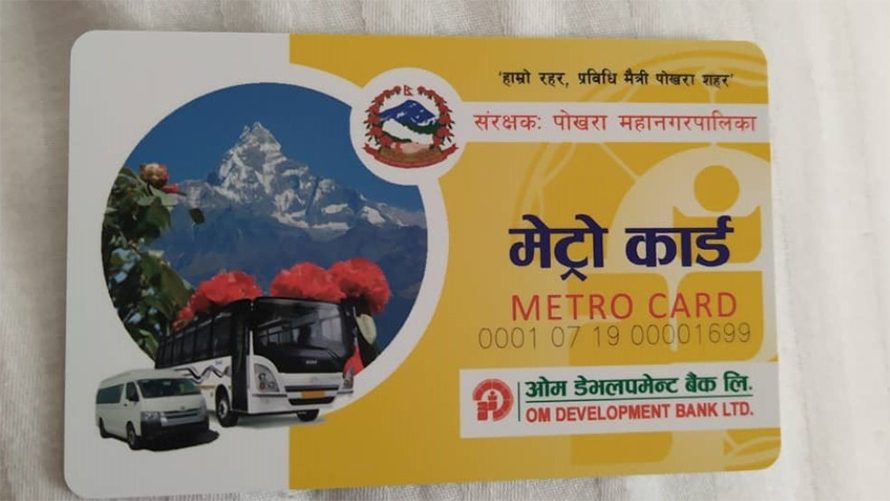 'हाम्रो रहर, प्रविधि मैत्री पोखरा शहर'
संरक्षक: पोखरा महानगरपालिका
मेट्रो कार्ड
METRO CARD
0001 07 19 00001699
ओम डेभलपमेन्ट बैंक लि.
OM DEVELOPMENT BANK LTD.